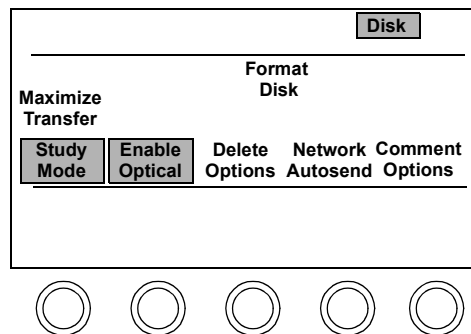 Disk
Format
Disk
Maximize
Transfer
Study Enable Delete Network Comment
Mode Optical Options Autosend Options